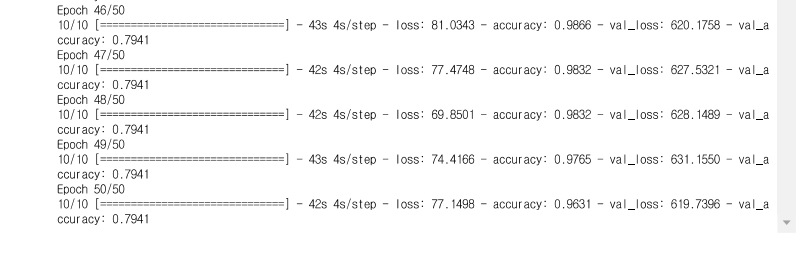 Epoch 46/50
10/10 [==============================] - 43s 4s/step - loss: 81.0343 - accuracy: 0.9866 - val_loss: 620.1758 - val_a
ccuracy: 0.7941
Epoch 47/50
10/10 [==============================] - 42s 4s/step - loss: 77.4748 - accuracy: 0.9832 - val_loss: 627.5321 - val_a
ccuracy: 0.7941
Epoch 48/50
10/10 [==============================] - 42s 4s/step - loss: 69.8501 - accuracy: 0.9832 - val_loss: 628.1489 - val_a
ccuracy: 0.7941
Epoch 49/50
10/10 [==============================] - 43s 4s/step - loss: 74.4166 - accuracy: 0.9765 - val_loss: 631.1550 - val_a
ccuracy: 0.7941
Epoch 50/50
10/10 [==============================] - 42s 4s/step - loss: 77.1498 - accuracy: 0.9631 - val_loss: 619.7396 - val_a
ccuracy: 0.7941